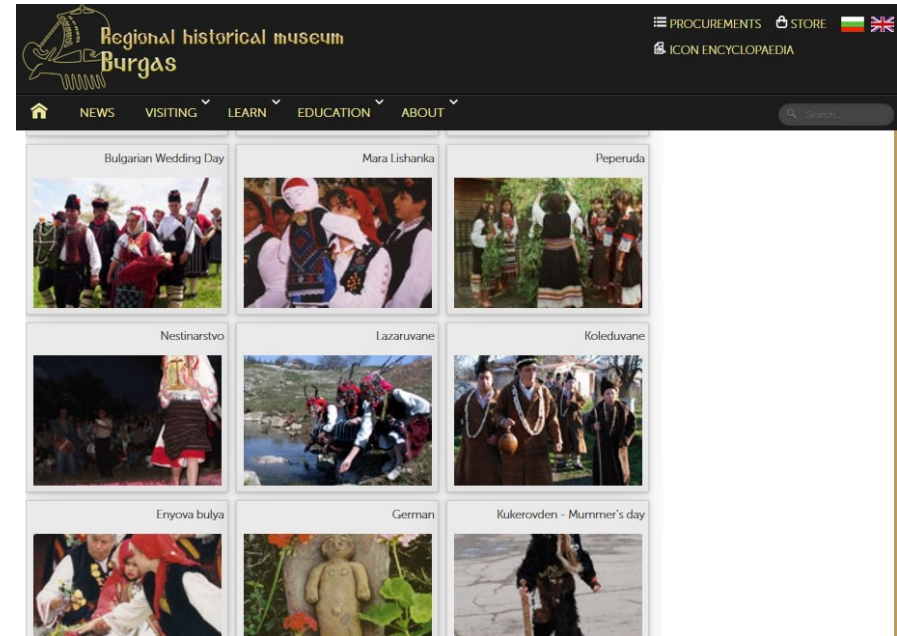 Regional historical museum
Burgas
PROCUREMENTS STORE
ICON ENCYCLOPAEDIA
NEWS VISITING LEARN EDUCATION ABOUT
Search...
Bulgarian Wedding Day
Mara Lishanka
Peperuda
Nestinarstvo
Lazaruvane
Koleduvane
Enyova bulya
German
Kukerovden - Mummer's day